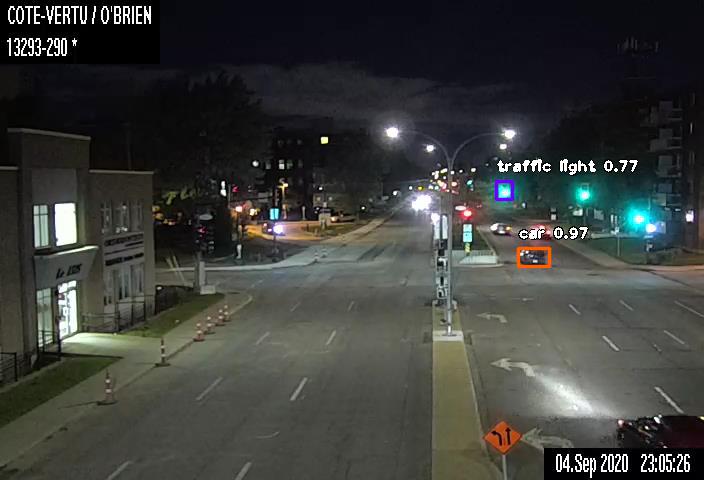 COTE-VERTU / O'BRIEN
13293-290 *
traffic light 0.77
car 0.97
04.Sep 2020 23:05:26